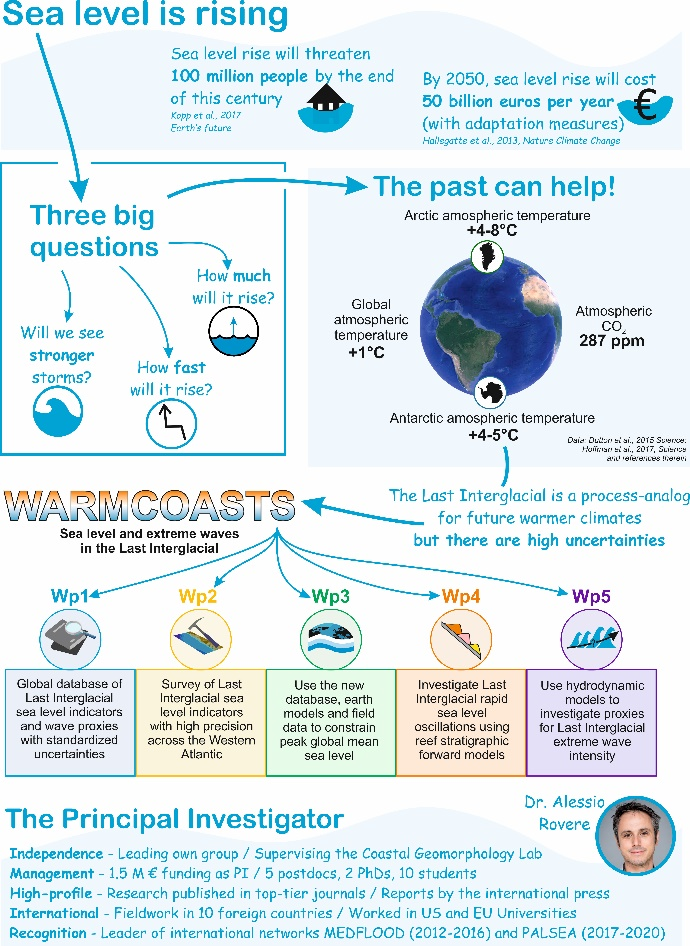 Sea level is rising
Sea level rise will threaten
100 million people by the end
of this century
Kopp et al., 2017
Earth's future
By 2050, sea level rise will cost
50 billion euros per year
(with adaptation measures)
Hallegatte et al., 2013, Nature Climate Change
€
Three big
questions
How much
will it rise?
Will we see
stronger
storms?
How fast
will it rise?
The past can help!
Arctic amospheric temperature
+4-8°C
Global
atmospheric
temperature
+1°C
Atmospheric
CO2
287 ppm
Antarctic amospheric temperature
+4-5°C
Data: Dutton et al., 2015 Science;
Hoffman et al., 2017, Science
and references therein
The Last Interglacial is a process-analog
for future warmer climates
but there are high uncertainties
WARMCOASTS
Sea level and extreme waves
in the Last Interglacial
Wp1
Wp2
Wp3
Wp4
Wp5
Global database of
Last Interglacial
sea level indicators
and wave proxies
with standardized
uncertainties
Survey of Last
Interglacial sea
level indicators
with high precision
across the Western
Atlantic
Use the new
database, earth
models and field
data to constrain
peak global mean
sea level
Investigate Last
Interglacial rapid
sea level
oscillations using
reef stratigraphic
forward models
Use hydrodynamic
models to
investigate proxies
for Last Interglacial
extreme wave
intensity
The Principal Investigator
Dr. Alessio
Rovere
Independence - Leading own group / Supervising the Coastal Geomorphology Lab
Management - 1,5 M € funding as PI / 5 postdocs, 2 PhDs, 10 students
High-profile - Research published in top-tier journals / Reports by the international press
International - Fieldwork in 10 foreign countries / Worked in US and EU Universities
Recognition - Leader of international networks MEDFLOOD (2012-2016) and PALSEA (2017-2020)